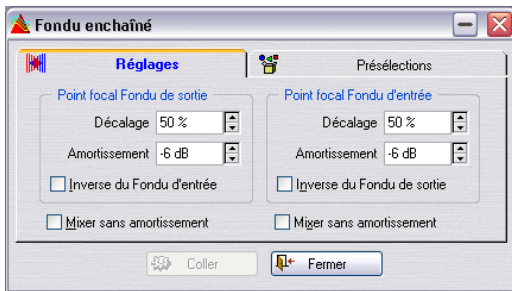 Fondu enchaîné
Réglages
Présélections
Point focal Fondu de sortie
Décalage 50 %
Amortissement -6 dB
Inverse du Fondu d'entrée
Mixer sans amortissement
Point focal Fondu d'entrée
Décalage 50 %
Amortissement -6 dB
Inverse du Fondu de sortie
Mixer sans amortissement
Coller
Fermer